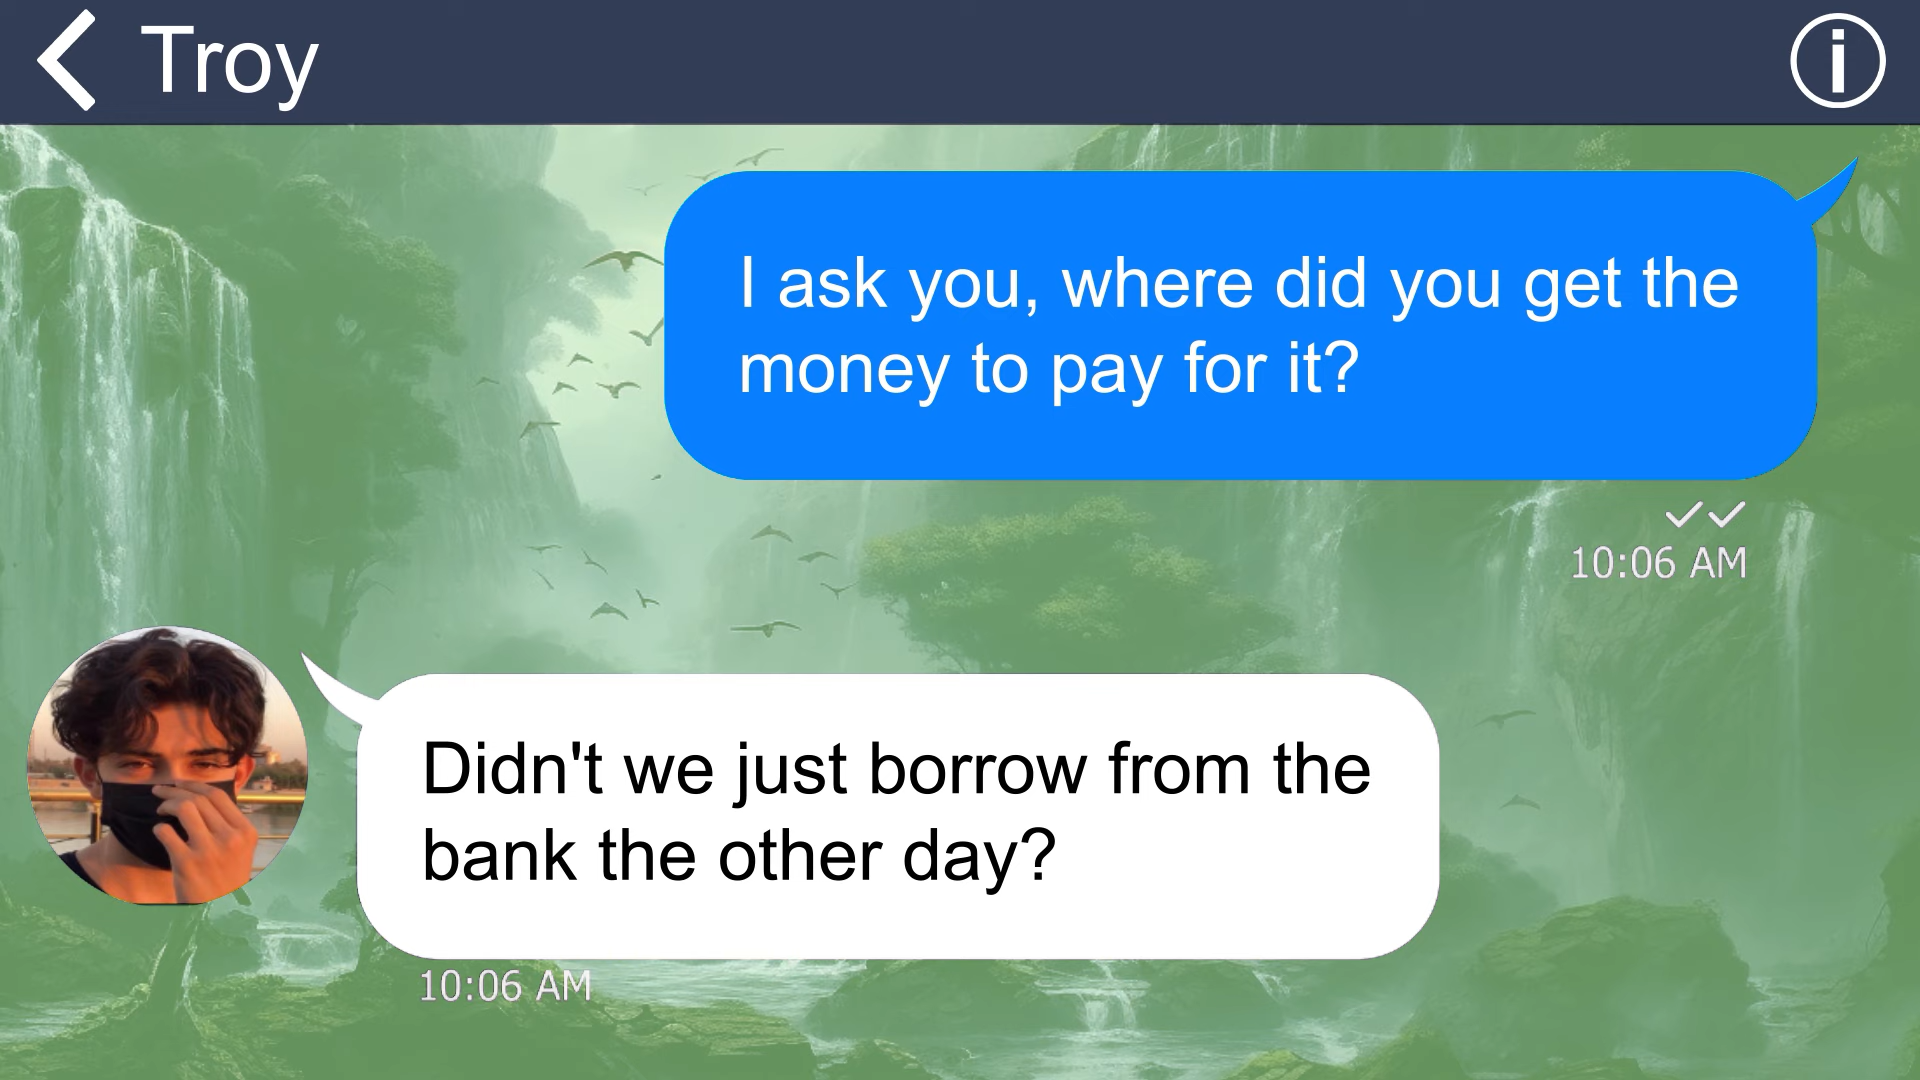 Troy
I ask you, where did you get the
money to pay for it?
10:06 AM
Didn't we just borrow from the
bank the other day?
10:06 AM